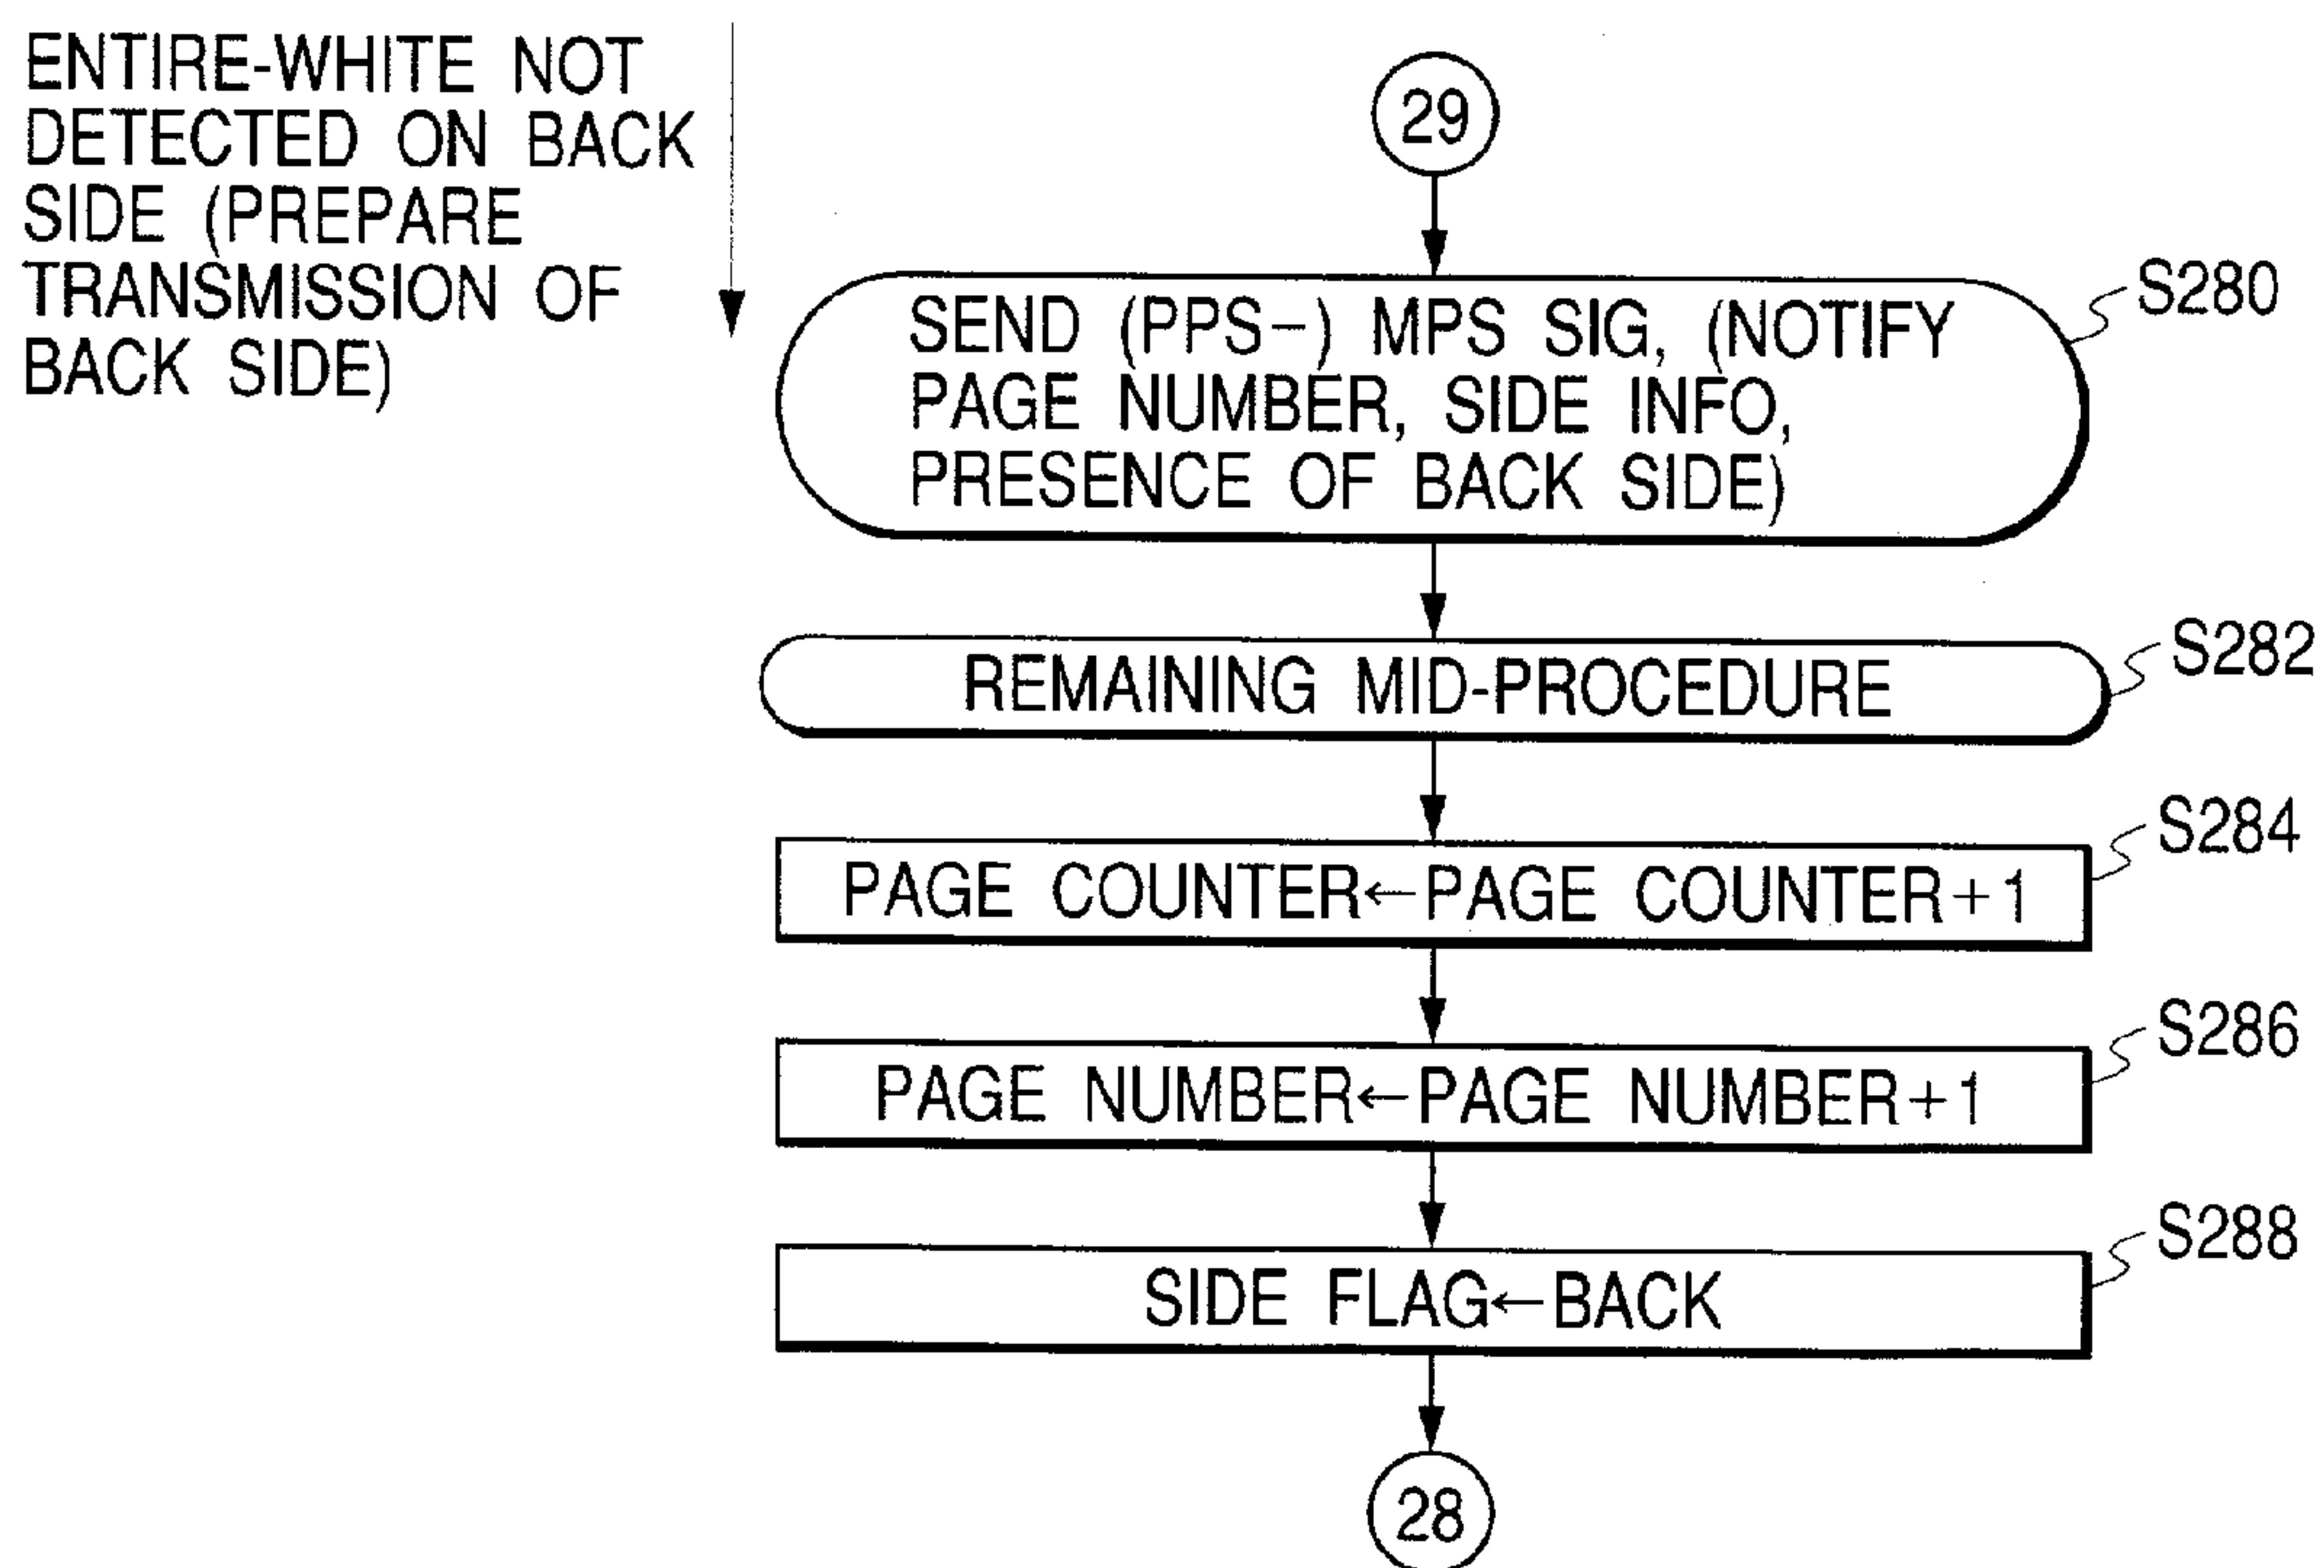 ENTIRE-WHITE NOT
DETECTED ON BACK
SIDE (PREPARE
TRANSMISSION OF
BACK SIDE)
29
SEND (PPS-) MPS SIG, (NOTIFY
PAGE NUMBER, SIDE INFO,
PRESENCE OF BACK SIDE)
S280
REMAINING MID-PROCEDURE
S282
PAGE COUNTER←PAGE COUNTER+1
S284
PAGE NUMBER←PAGE NUMBER+1
S286
SIDE FLAG←BACK
S288
28